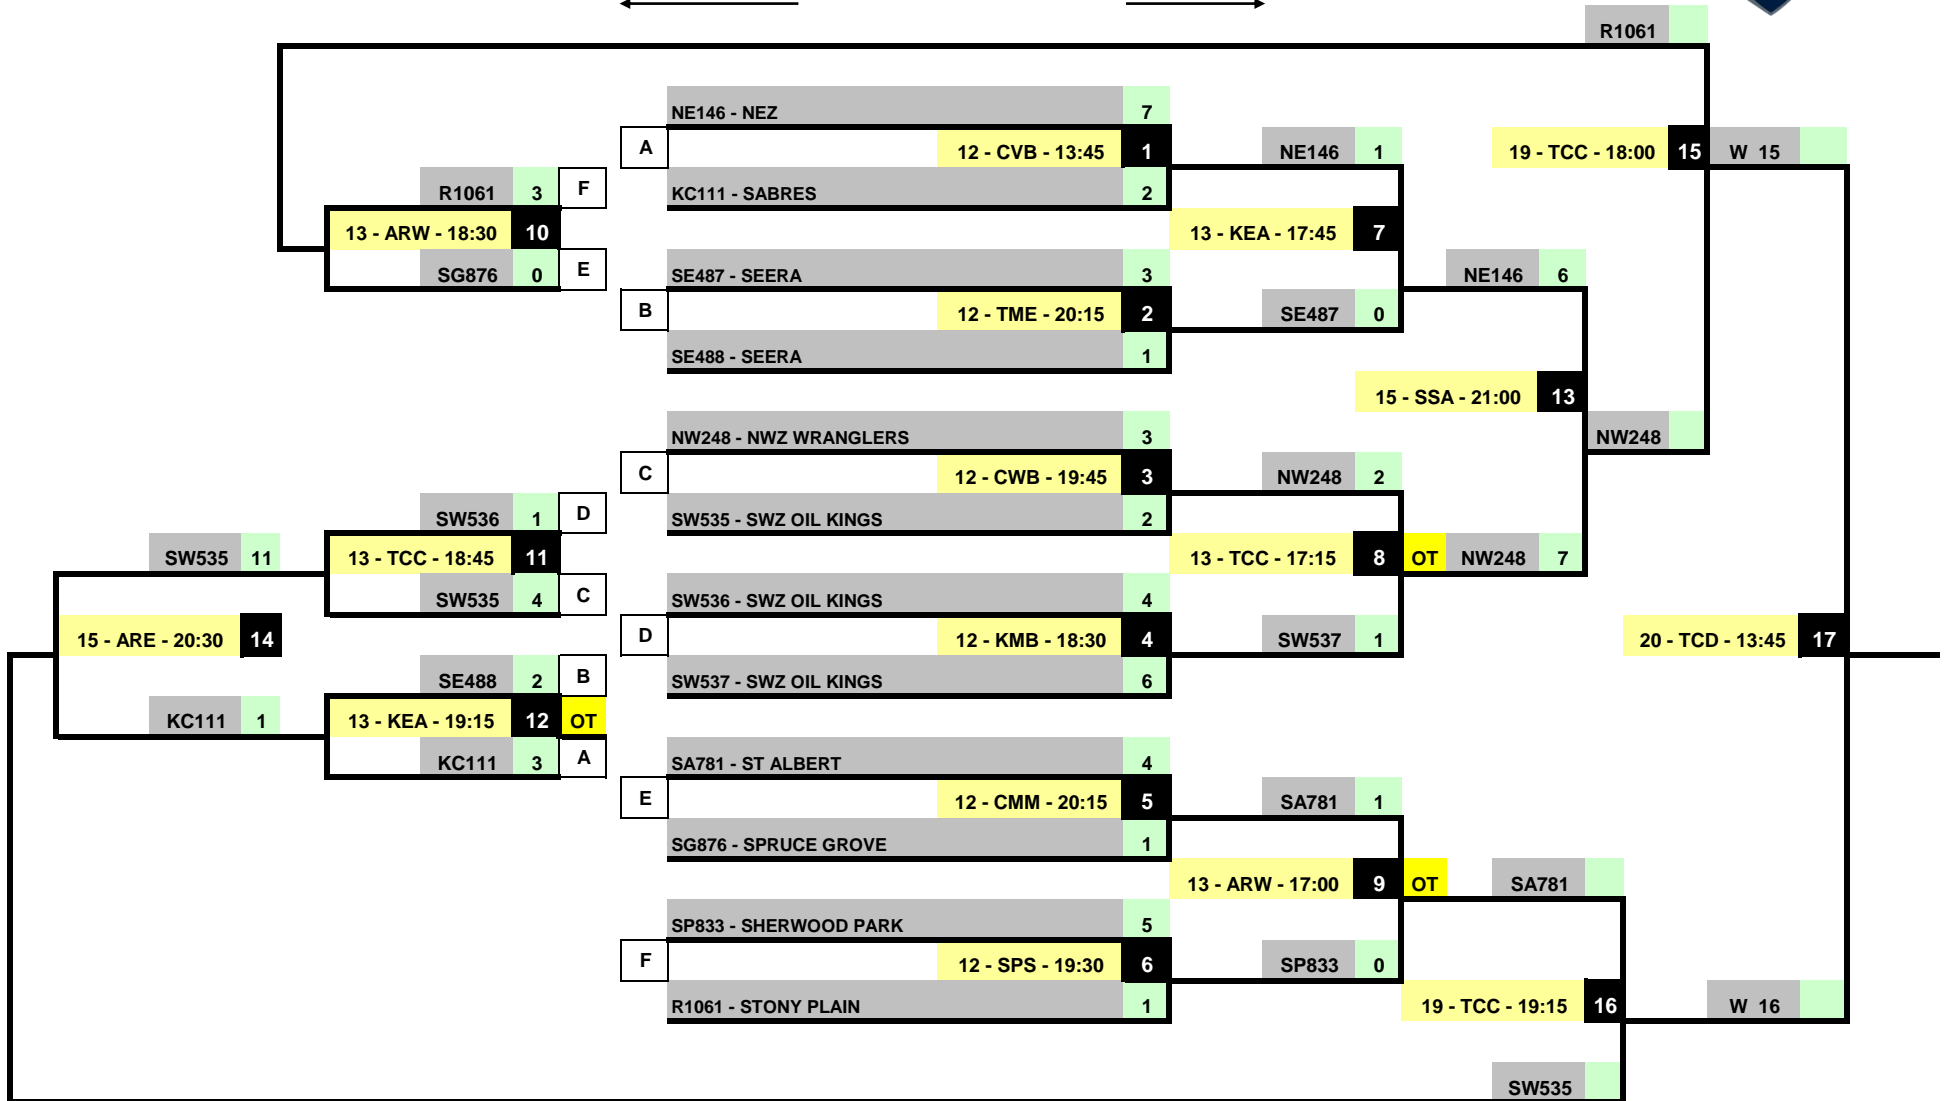 R1061
NE146 - NEZ 7
A 12 - CVB - 13:45 1 NE146 1 19 - TCC - 18:00 15 W 15
R1061 3 F KC111 - SABRES 2
13 - ARW - 18:30 10 13 - KEA - 17:45 7
SG876 0 E SE487 - SEERA 3 NE146 6
B 12 - TME - 20:15 2 SE487 0
SE488 - SEERA 1
15 - SSA - 21:00 13
NW248 - NWZ WRANGLERS 3 NW248
C 12 - CWB - 19:45 3 NW248 2
SW536 1 D SW535 - SWZ OIL KINGS 2
SW535 11 13 - TCC - 18:45 11 13 - TCC - 17:15 8 OT NW248 7
SW535 4 C SW536 - SWZ OIL KINGS 4
15 - ARE - 20:30 14 D 12 - KMB - 18:30 4 SW537 1 20 - TCD - 13:45 17
SE488 2 B SW537 - SWZ OIL KINGS 6
KC111 1 13 - KEA - 19:15 12 OT
KC111 3 A SA781 - ST ALBERT 4
E 12 - CMM - 20:15 5 SA781 1
SG876 - SPRUCE GROVE 1
13 - ARW - 17:00 9 OT SA781
SP833 - SHERWOOD PARK 5
F 12 - SPS - 19:30 6 SP833 0
R1061 - STONY PLAIN 1 19 - TCC - 19:15 16 W 16
SW535